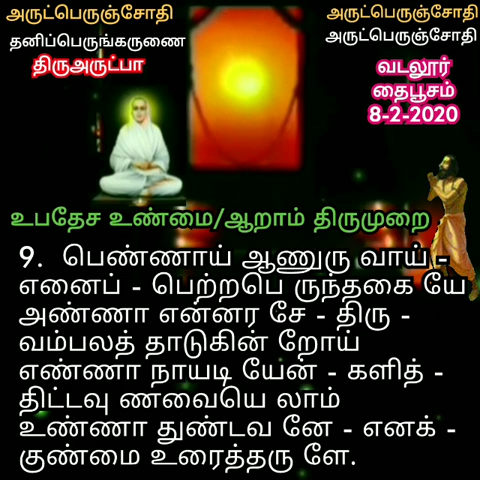 அருட்பெருஞ்சோதி
தனிப்பெருங்கருணை
திருஅருட்பா
அருட்பெருஞ்சோதி
அருட்பெருஞ்சோதி
வடலூர்
தைபூசம்
8-2-2020
உபதேச உண்மை/ஆறாம் திருமுறை
9. பெண்ணாய் ஆணுரு வாய் -
எனைப் - பெற்றபெ ருந்தகை யே
அண்ணா என்னர சே - திரு -
வம்பலத் தாடுகின் றோய்
எண்ணா நாயடி யேன் - களித் -
திட்டவு ணவையெ லாம்
உண்ணா துண்டவ னே - எனக் -
குண்மை உரைத்தரு ளே.